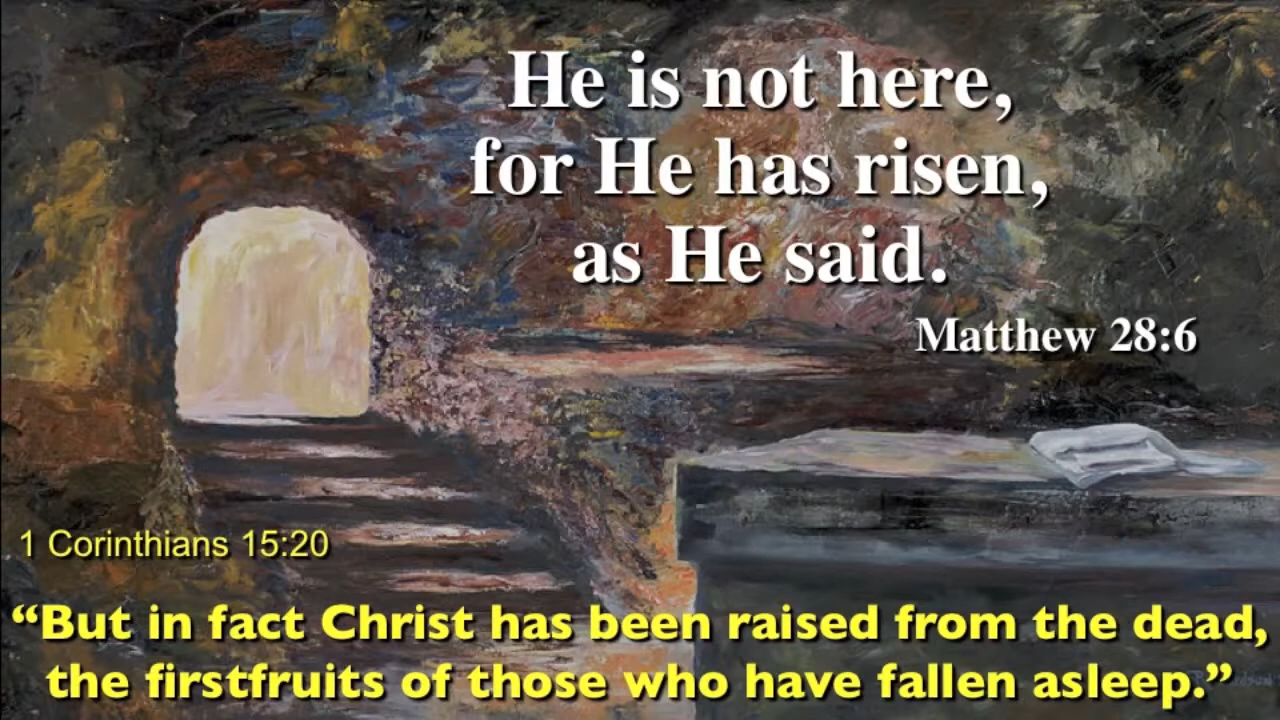 He is not here,
for He has risen,
as He said.
Matthew 28:6
1 Corinthians 15:20
“But in fact Christ has been raised from the dead,
the firstfruits of those who have fallen asleep.”